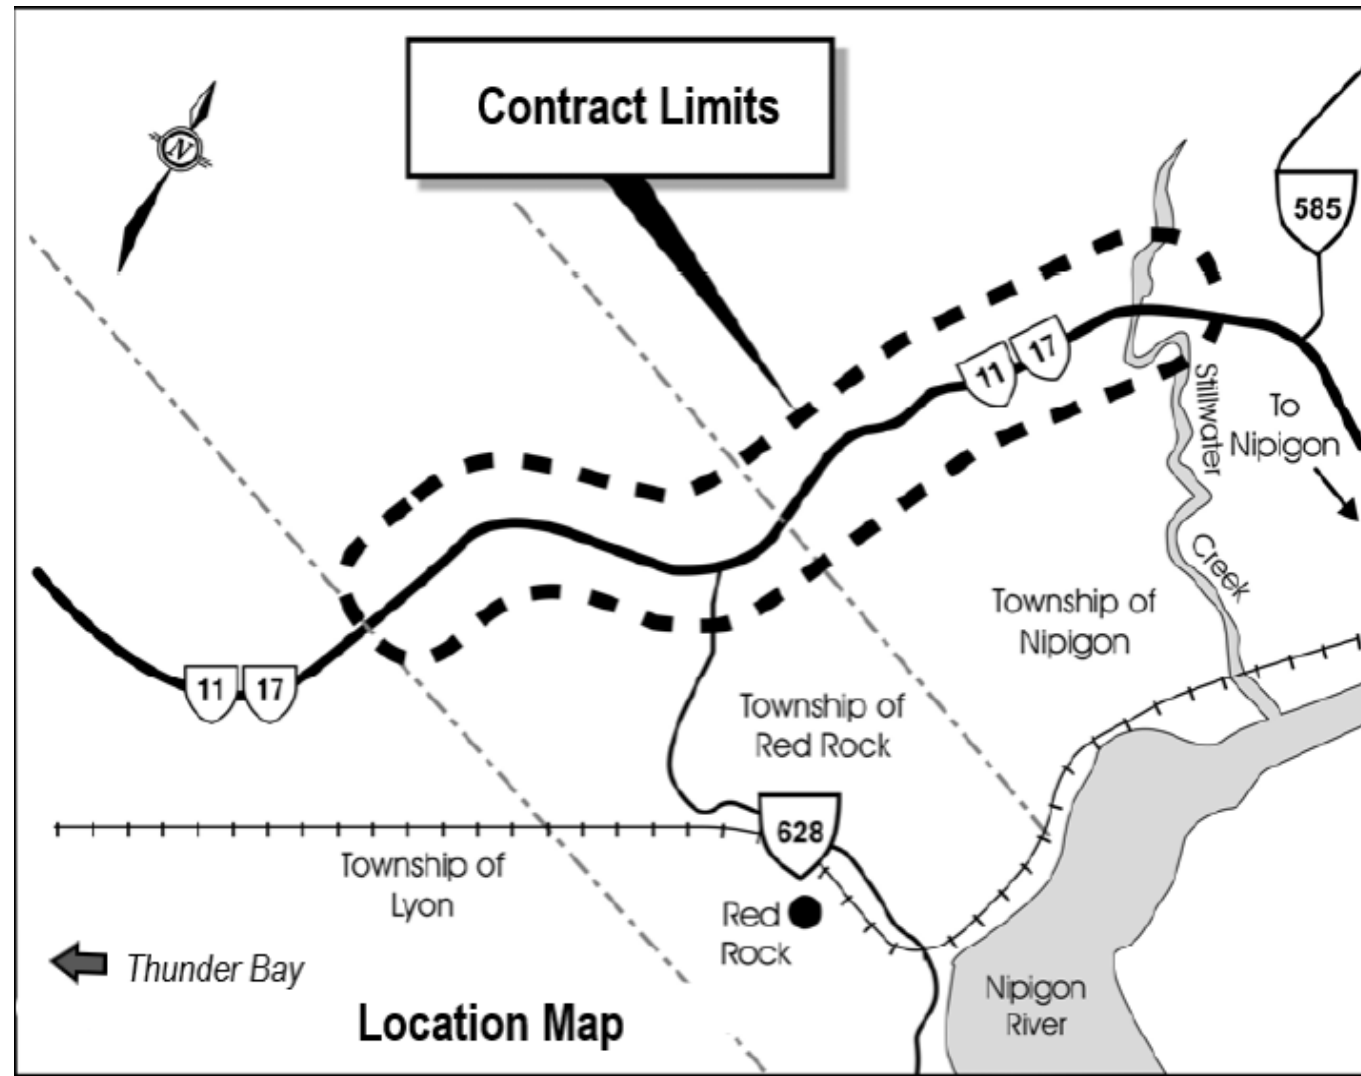 Contract Limits
N
585
11
17
Stillwater
Creek
To
Nipigon
Township of
Nipigon
11
17
Township of
Red Rock
628
Township of
Lyon
Red
Rock
Thunder Bay
Nipigon
River
Location Map